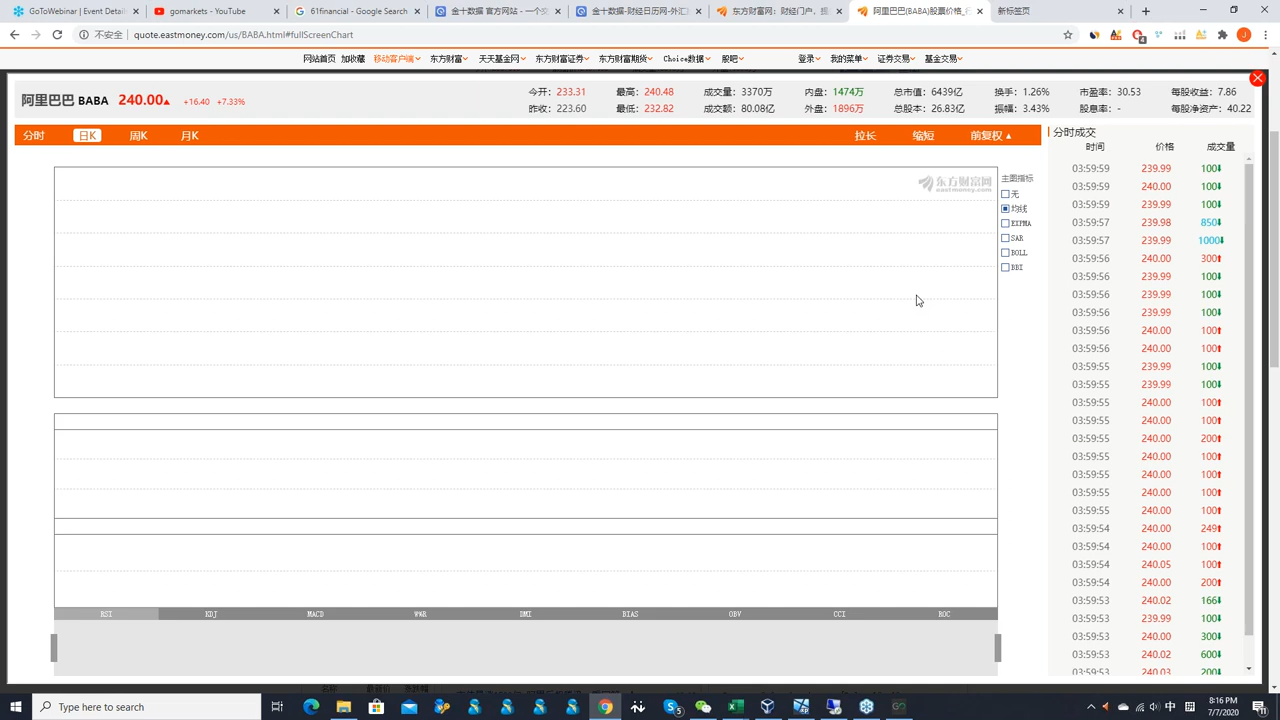 GoToWebinar | Event Detai
gomarkets - YouTube
61financial - Google Search
金十数据 官方网站 - 一个交
金十数据-财经日历网-外汇
东方财富网：财经门户，提
阿里巴巴(BABA)股票价格_行
新标签页
不安全 | quote.eastmoney.com/us/BABA.html#fullScreenChart
网站首页 加收藏 移动客户端 东方财富 天天基金网 东方财富证券 东方财富期货 Choice数据 股吧 登录 我的菜单 证券交易 基金交易
阿里巴巴 BABA 240.00 +16.40 +7.33%
今开：233.31 最高：240.48 成交量：3370万 内盘：1474万 总市值：6439亿 换手：1.26% 市盈率：30.53 每股收益：7.86
昨收：223.60 最低：232.82 成交额：80.08亿 外盘：1896万 总股本：26.83亿 振幅：3.43% 股息率：- 每股净资产：40.22
分时 日K 周K 月K 拉长 缩短 前复权▲
东方财富网
eastmoney.com
主图指标
无
均线
EXPMA
SAR
BOLL
BBI
分时成交
时间 价格 成交量
03:59:59 239.99 100⬇
03:59:59 240.00 100⬇
03:59:59 239.99 100⬇
03:59:57 239.98 850⬇
03:59:57 239.99 1000⬇
03:59:56 240.00 300⬆
03:59:56 239.99 100⬇
03:59:56 239.99 100⬇
03:59:56 239.99 100⬇
03:59:56 240.00 100⬆
03:59:56 240.00 100⬆
03:59:55 239.99 100⬇
03:59:55 239.99 100⬇
03:59:55 240.00 100⬆
03:59:55 240.00 100⬆
03:59:55 240.00 200⬆
03:59:55 240.00 100⬆
03:59:55 240.00 100⬆
03:59:55 240.00 100⬆
03:59:55 240.00 100⬆
03:59:54 240.00 249⬆
03:59:54 240.00 100⬆
03:59:54 240.05 100⬆
03:59:54 240.00 200⬆
03:59:53 240.02 166⬇
03:59:53 239.99 100⬇
03:59:53 240.00 300⬇
03:59:53 240.02 600⬇
03:59:53 240.03 200⬇
RSI KDJ MACD W%R DMI BIAS OBV CCI ROC
名称 最新价 涨跌幅
Type here to search
中
8:16 PM
7/7/2020